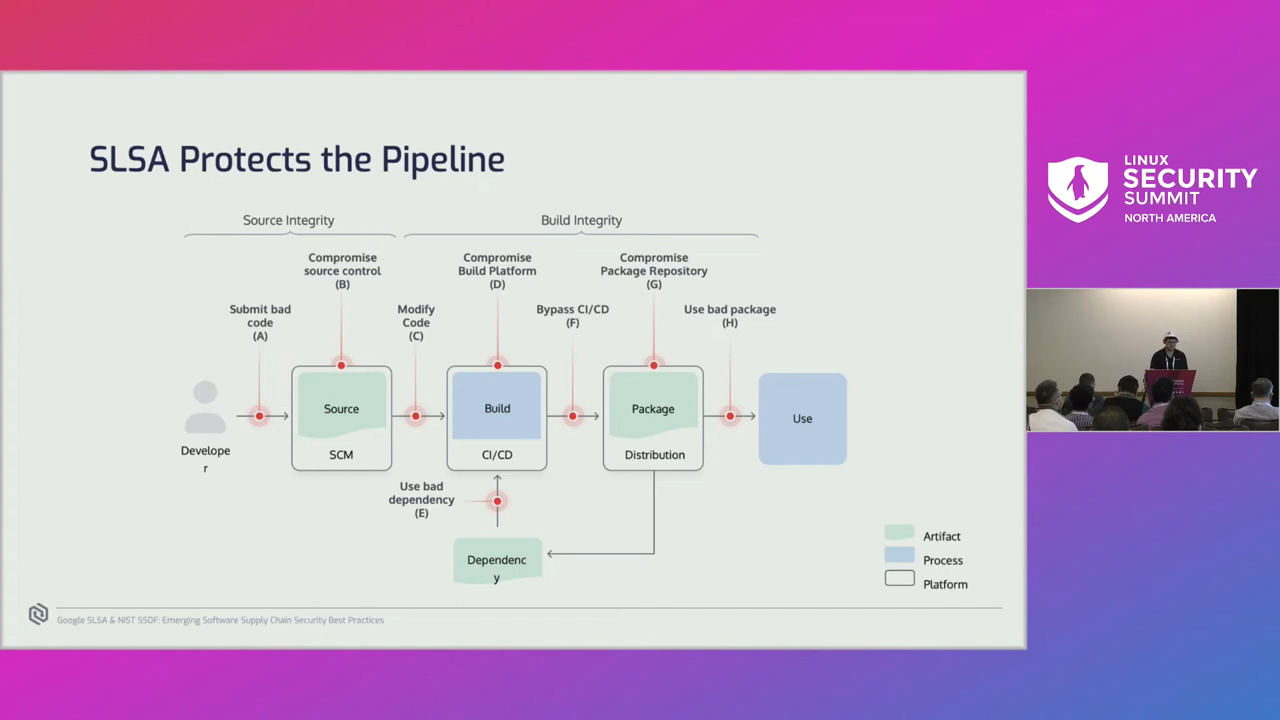 SLSA Protects the Pipeline
Source Integrity
Build Integrity
Compromise
source control
(B)
Compromise
Build Platform
(D)
Compromise
Package Repository
(G)
Submit bad
code
(A)
Modify
Code
(C)
Bypass CI/CD
(F)
Use bad package
(H)
Source
Build
Package
Use
Develope
r
SCM
CI/CD
Distribution
Use bad
dependency
(E)
Dependenc
y
Artifact
Process
Platform
Google SLSA & NIST SSDF: Emerging Software Supply Chain Security Best Practices
LINUX
SECURITY
SUMMIT
NORTH AMERICA